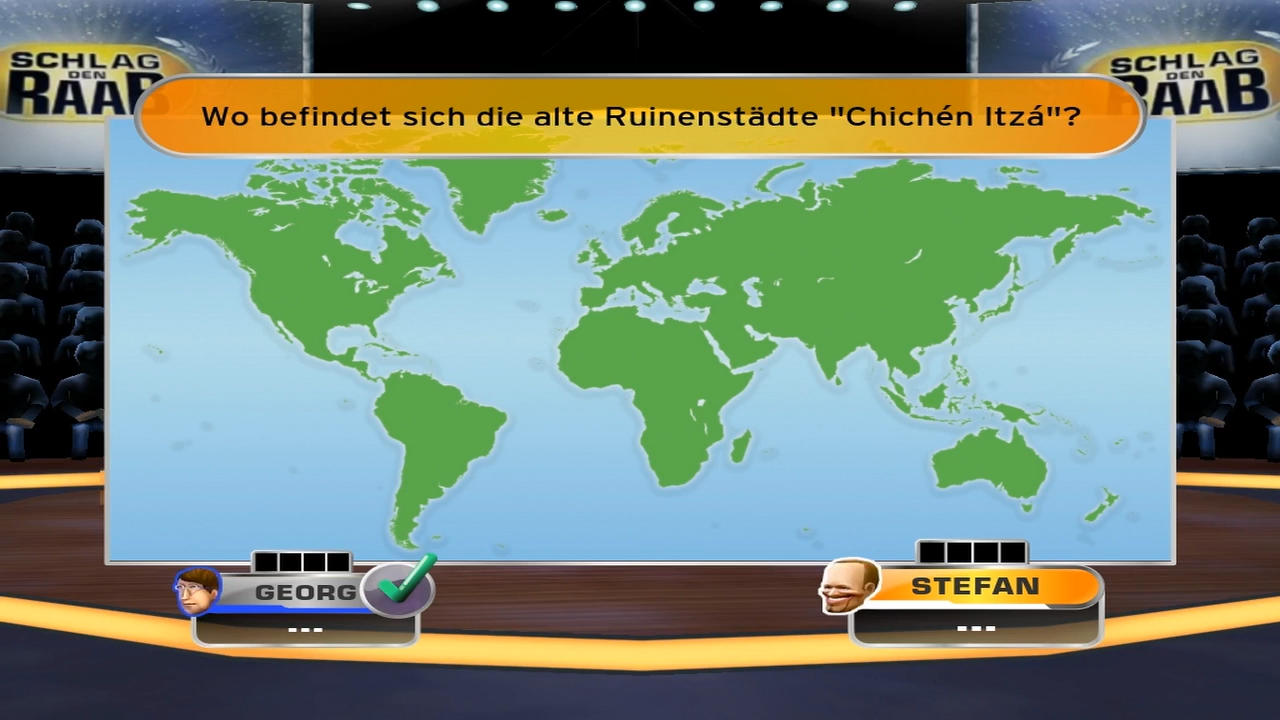 SCHLAG
DEN
RAAB
SCHLAG
DEN
RAAB
Wo befindet sich die alte Ruinenstädte "Chichén Itzá"?
GEORG
---
STEFAN
---